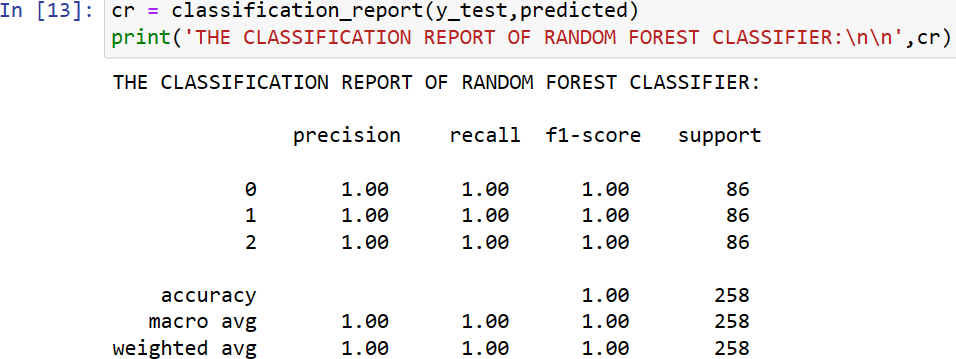 In [13]: cr = classification_report(y_test,predicted)
print('THE CLASSIFICATION REPORT OF RANDOM FOREST CLASSIFIER:\n\n',cr)
THE CLASSIFICATION REPORT OF RANDOM FOREST CLASSIFIER:
precision recall f1-score support
0 1.00 1.00 1.00 86
1 1.00 1.00 1.00 86
2 1.00 1.00 1.00 86
accuracy 1.00 258
macro avg 1.00 1.00 1.00 258
weighted avg 1.00 1.00 1.00 258